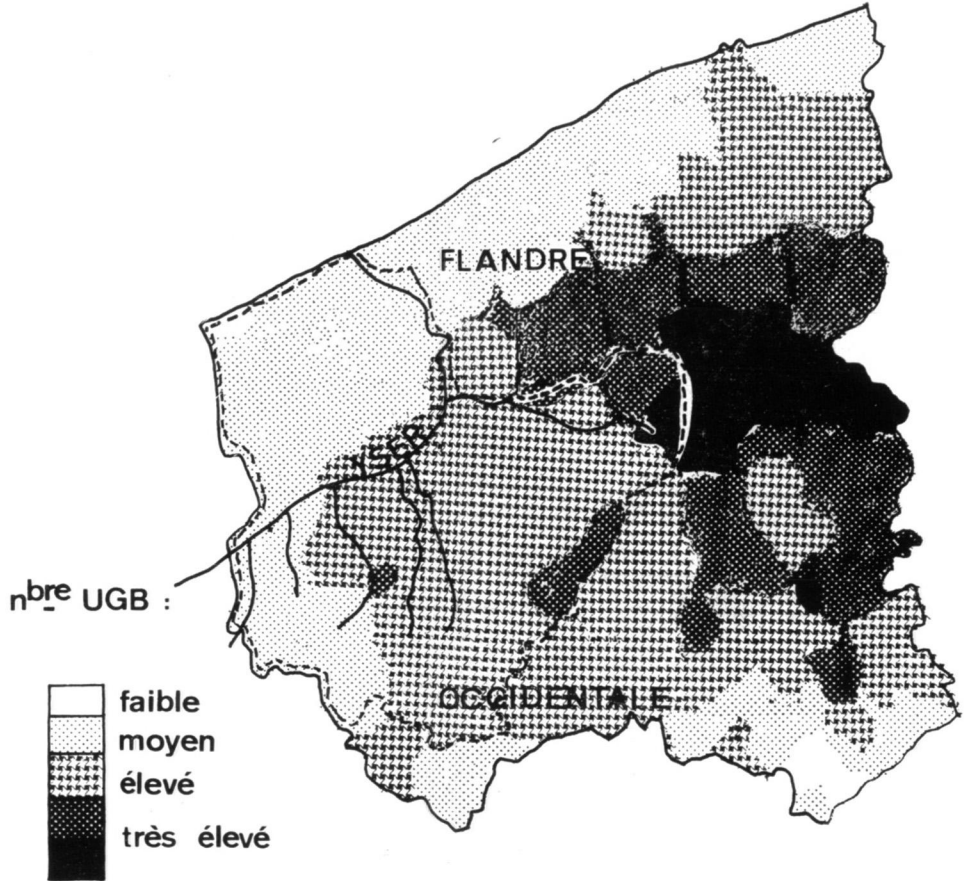 FLANDRE
YSER
nbre UGB :
OCCIDENTALE
faible
moyen
élevé
très élevé